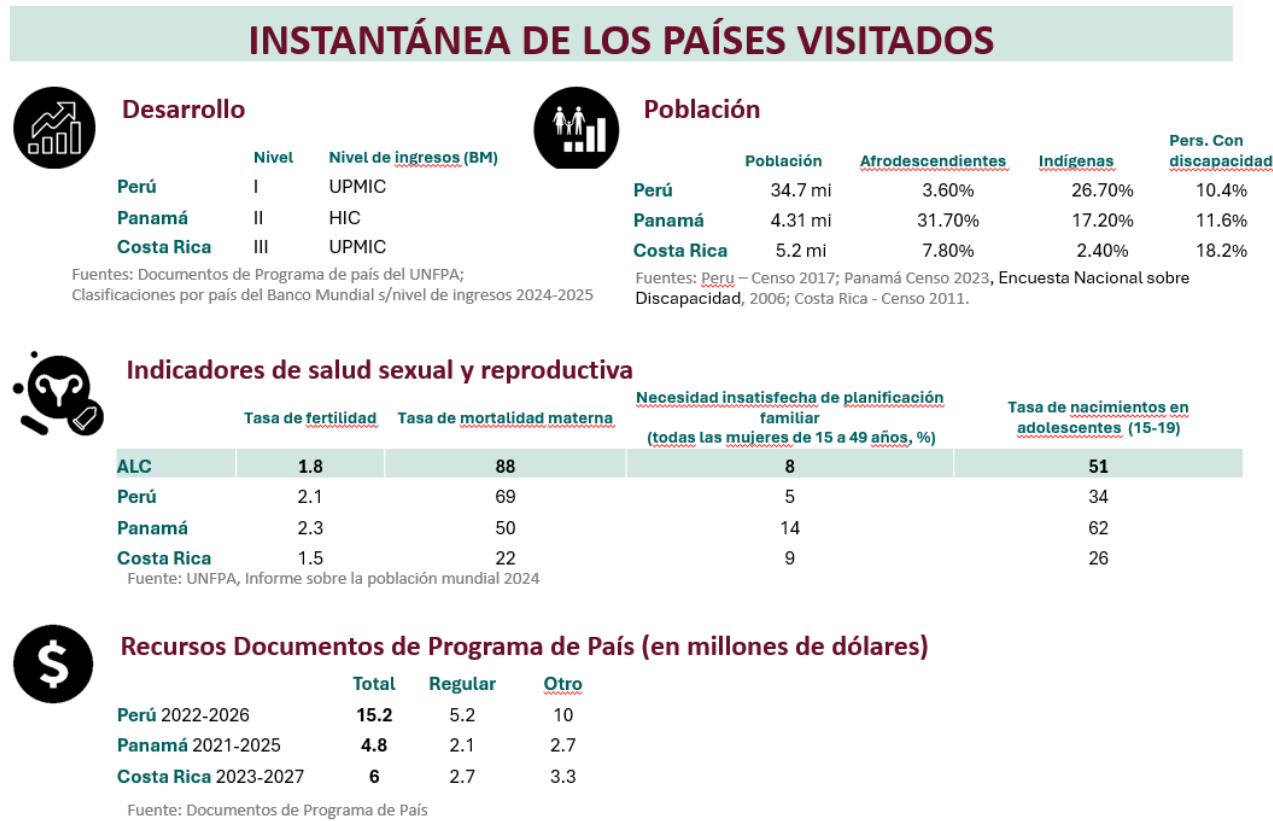 INSTANTÁNEA DE LOS PAÍSES VISITADOS
Desarrollo
Nivel Nivel de ingresos (BM)
Perú I UPMIC
Panamá II HIC
Costa Rica III UPMIC
Fuentes: Documentos de Programa de país del UNFPA;
Clasificaciones por país del Banco Mundial s/nivel de ingresos 2024-2025
Población
Población Afrodescendientes Indígenas Pers. Con discapacidad
Perú 34.7 mi 3.60% 26.70% 10.4%
Panamá 4.31 mi 31.70% 17.20% 11.6%
Costa Rica 5.2 mi 7.80% 2.40% 18.2%
Fuentes: Peru – Censo 2017; Panamá Censo 2023, Encuesta Nacional sobre
Discapacidad, 2006; Costa Rica - Censo 2011.
Indicadores de salud sexual y reproductiva
Tasa de fertilidad Tasa de mortalidad materna Necesidad insatisfecha de planificación familiar (todas las mujeres de 15 a 49 años, %) Tasa de nacimientos en adolescentes (15-19)
ALC 1.8 88 8 51
Perú 2.1 69 5 34
Panamá 2.3 50 14 62
Costa Rica 1.5 22 9 26
Fuente: UNFPA, Informe sobre la población mundial 2024
$
Recursos Documentos de Programa de País (en millones de dólares)
Total Regular Otro
Perú 2022-2026 15.2 5.2 10
Panamá 2021-2025 4.8 2.1 2.7
Costa Rica 2023-2027 6 2.7 3.3
Fuente: Documentos de Programa de País